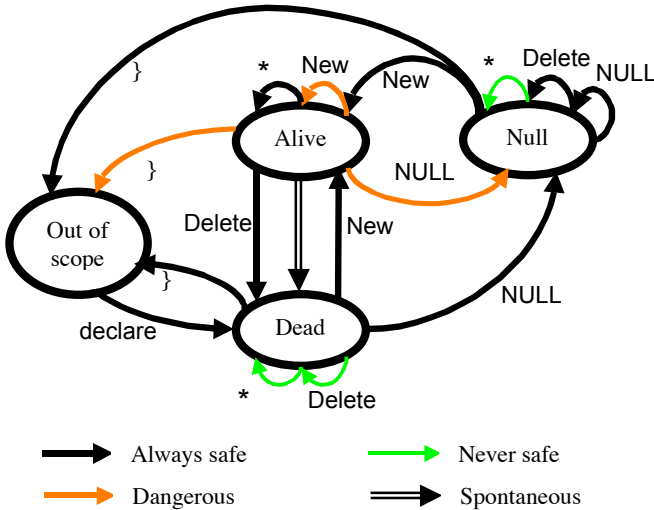 }
*
New
New
*
Delete
NULL
Alive
Null
}
NULL
Out of
scope
Delete
New
}
NULL
declare
Dead
*
Delete
Always safe
Never safe
Dangerous
Spontaneous